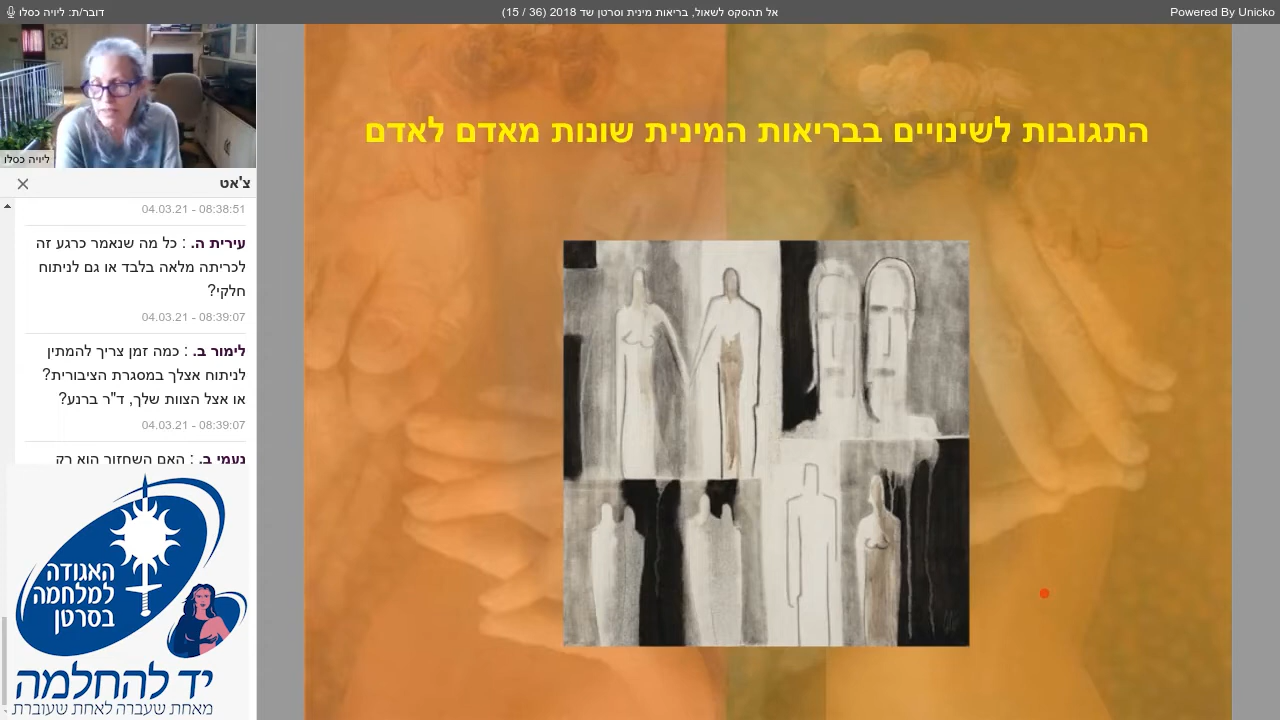 דובר/ת: ליויה כסלו
אל תהסקס לשאול, בריאות מינית וסרטן שד 2018 (36 / 15)
Powered By Unicko
ליויה כסלו
צ'אט
04.03.21 - 08:38:51
עירית ה. : כל מה שנאמר כרגע זה
לכריתה מלאה בלבד או גם לניתוח
חלקי?
04.03.21 - 08:39:07
לימור ב. : כמה זמן צריך להמתין
לניתוח אצלך במסגרת הציבורית?
או אצל הצוות שלך, ד"ר ברנע?
04.03.21 - 08:39:07
נעמי ב. : האם השחזור הוא רק
האגודה
למלחמה
בסרטן
יד להחלמה
מאחת שעברה לאחת שעוברת
התגובות לשינויים בבריאות המינית שונות מאדם לאדם